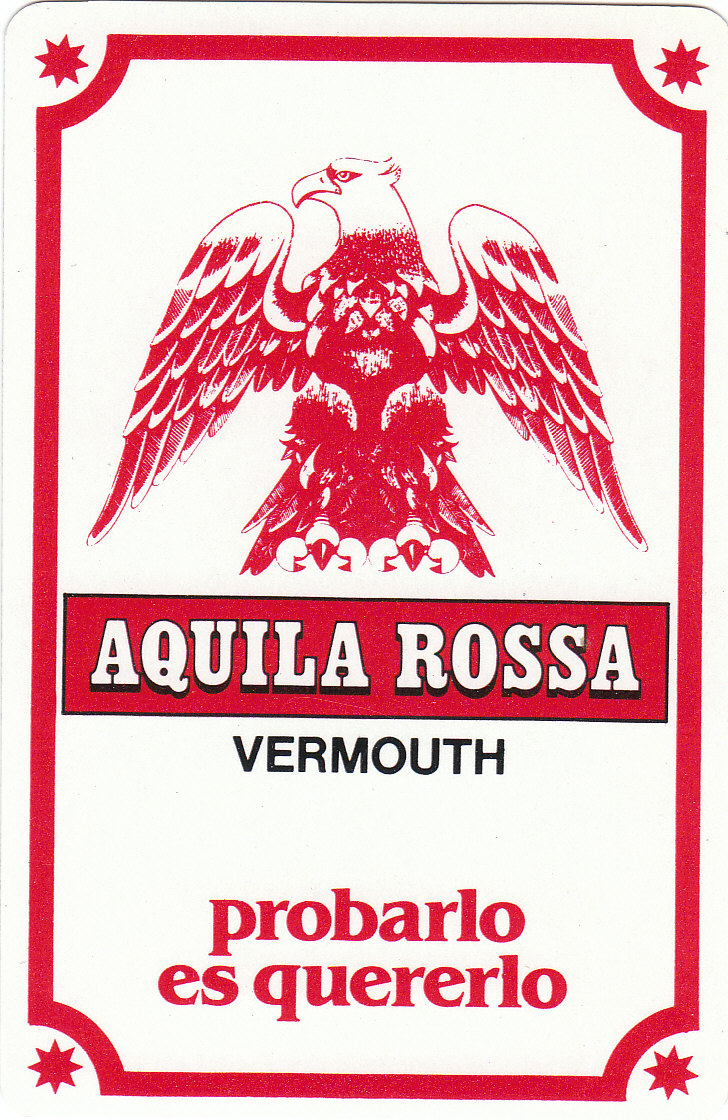 AQUILA ROSSA
VERMOUTH
probarlo
es quererlo